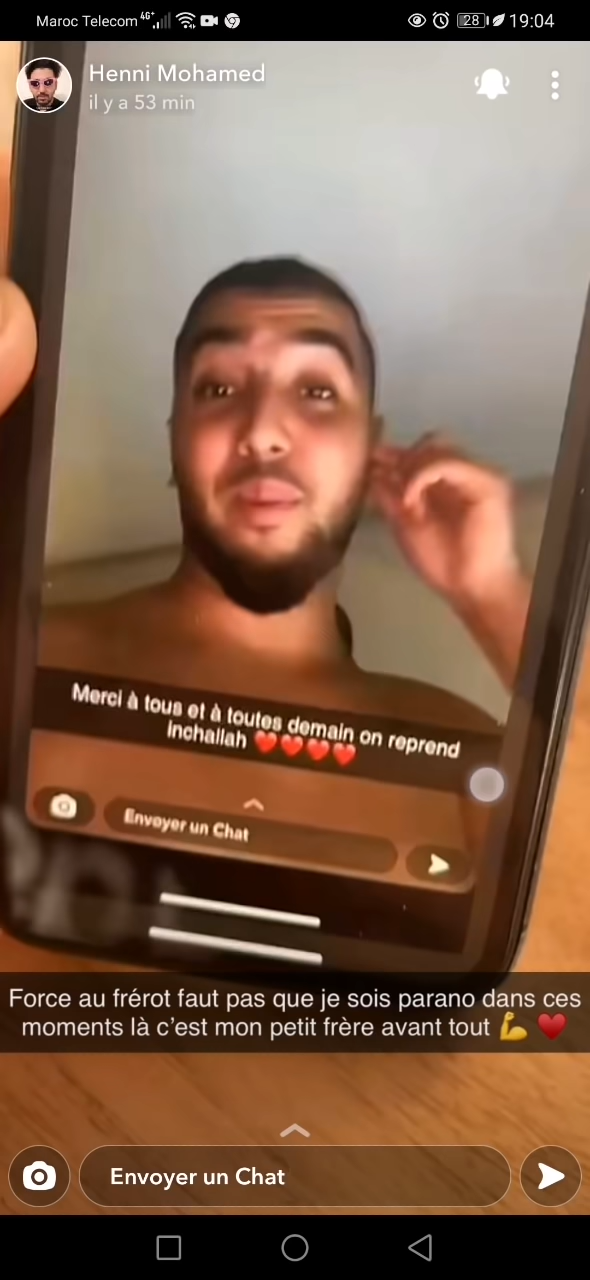 Maroc Telecom 4G+ 28 19:04
Henni Mohamed
il y a 53 min
Merci à tous et à toutes demain on reprend
inchallah ❤️❤️❤️❤️
Envoyer un Chat
Force au frérot faut pas que je sois parano dans ces
moments là c'est mon petit frère avant tout 💪 ❤️
Envoyer un Chat